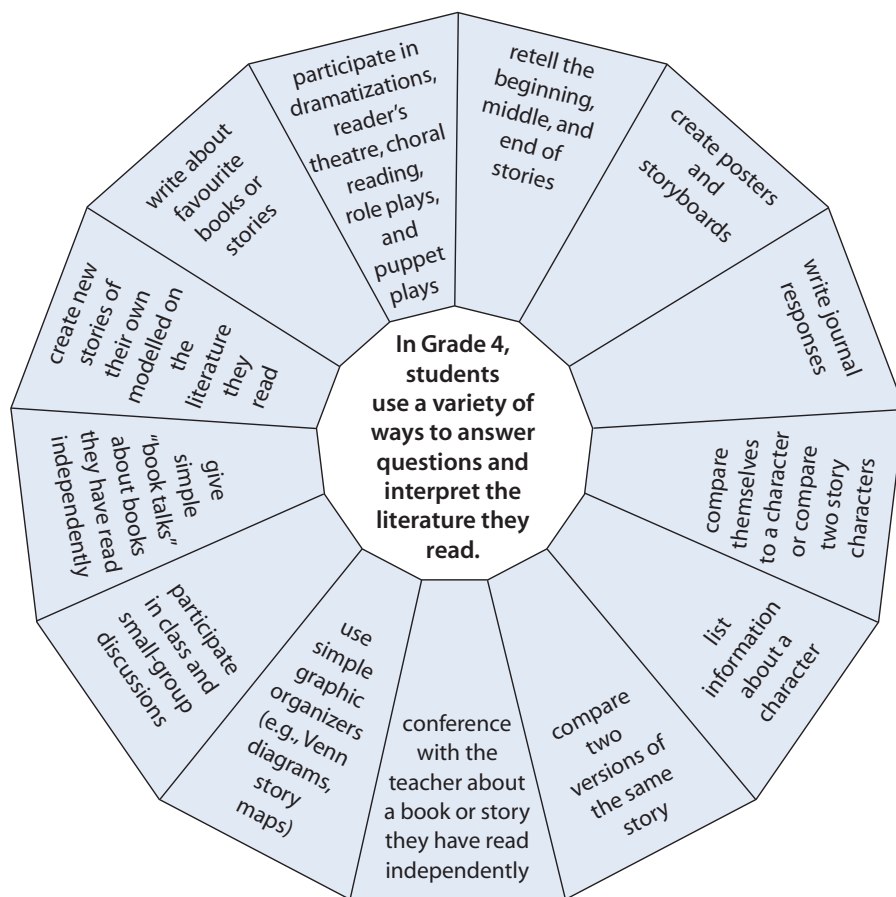 In Grade 4,
students
use a variety of
ways to answer
questions and
interpret the
literature they
read.
retell the
beginning,
middle, and
end of
stories
create posters
and
storyboards
write journal
responses
compare
themselves
to a character
or compare
two story
characters
list
information
about a
character
compare
two
versions of
the same
story
conference
with the
teacher about
a book or story
they have read
independently
use
simple
graphic
organizers
(e.g., Venn
diagrams,
story
maps)
participate
in class and
small-group
discussions
give
simple
“book talks”
about books
they have read
independently
create new
stories of
their own
modelled on
the
literature
they
read
write about
favourite
books or
stories
participate in
dramatizations,
reader’s
theatre, choral
reading,
role plays,
and
puppet
plays